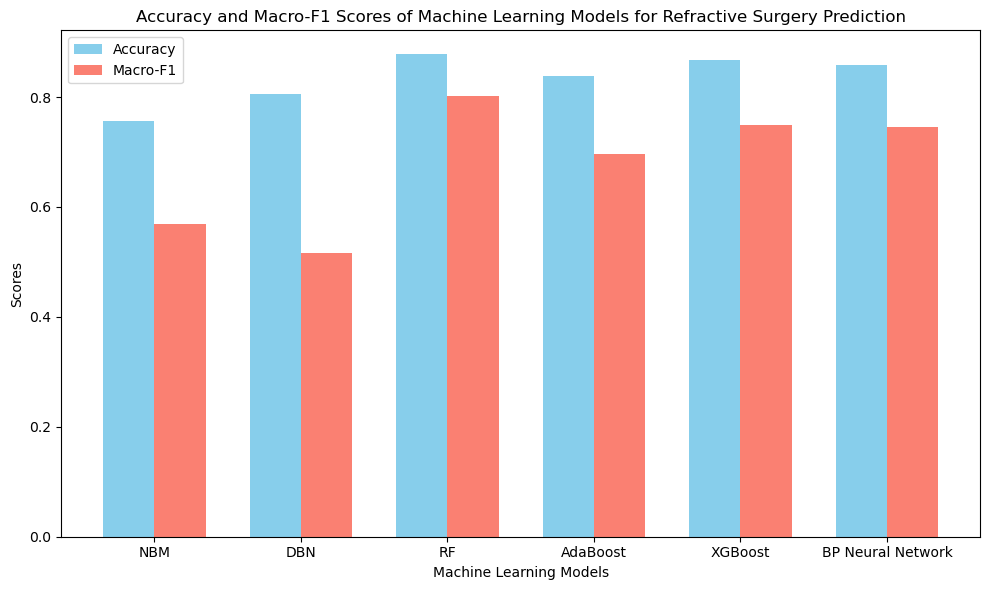 Accuracy and Macro-F1 Scores of Machine Learning Models for Refractive Surgery Prediction
Accuracy
Macro-F1
0.8
0.6
0.4
0.2
0.0
Scores
NBM
DBN
RF
AdaBoost
XGBoost
BP Neural Network
Machine Learning Models